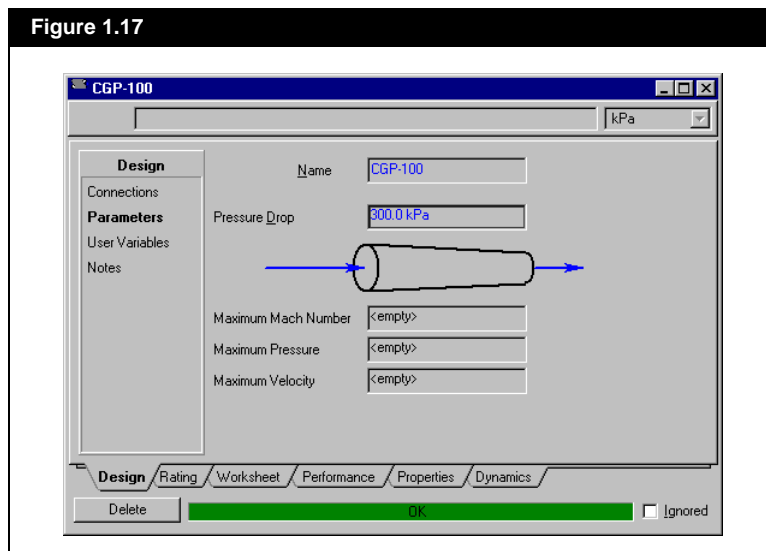 Figure 1.17
CGP-100
kPa
Design
Connections
Parameters
User Variables
Notes
Name CGP-100
Pressure Drop 300.0 kPa
Maximum Mach Number <empty>
Maximum Pressure <empty>
Maximum Velocity <empty>
Design Rating Worksheet Performance Properties Dynamics
Delete OK Ignored